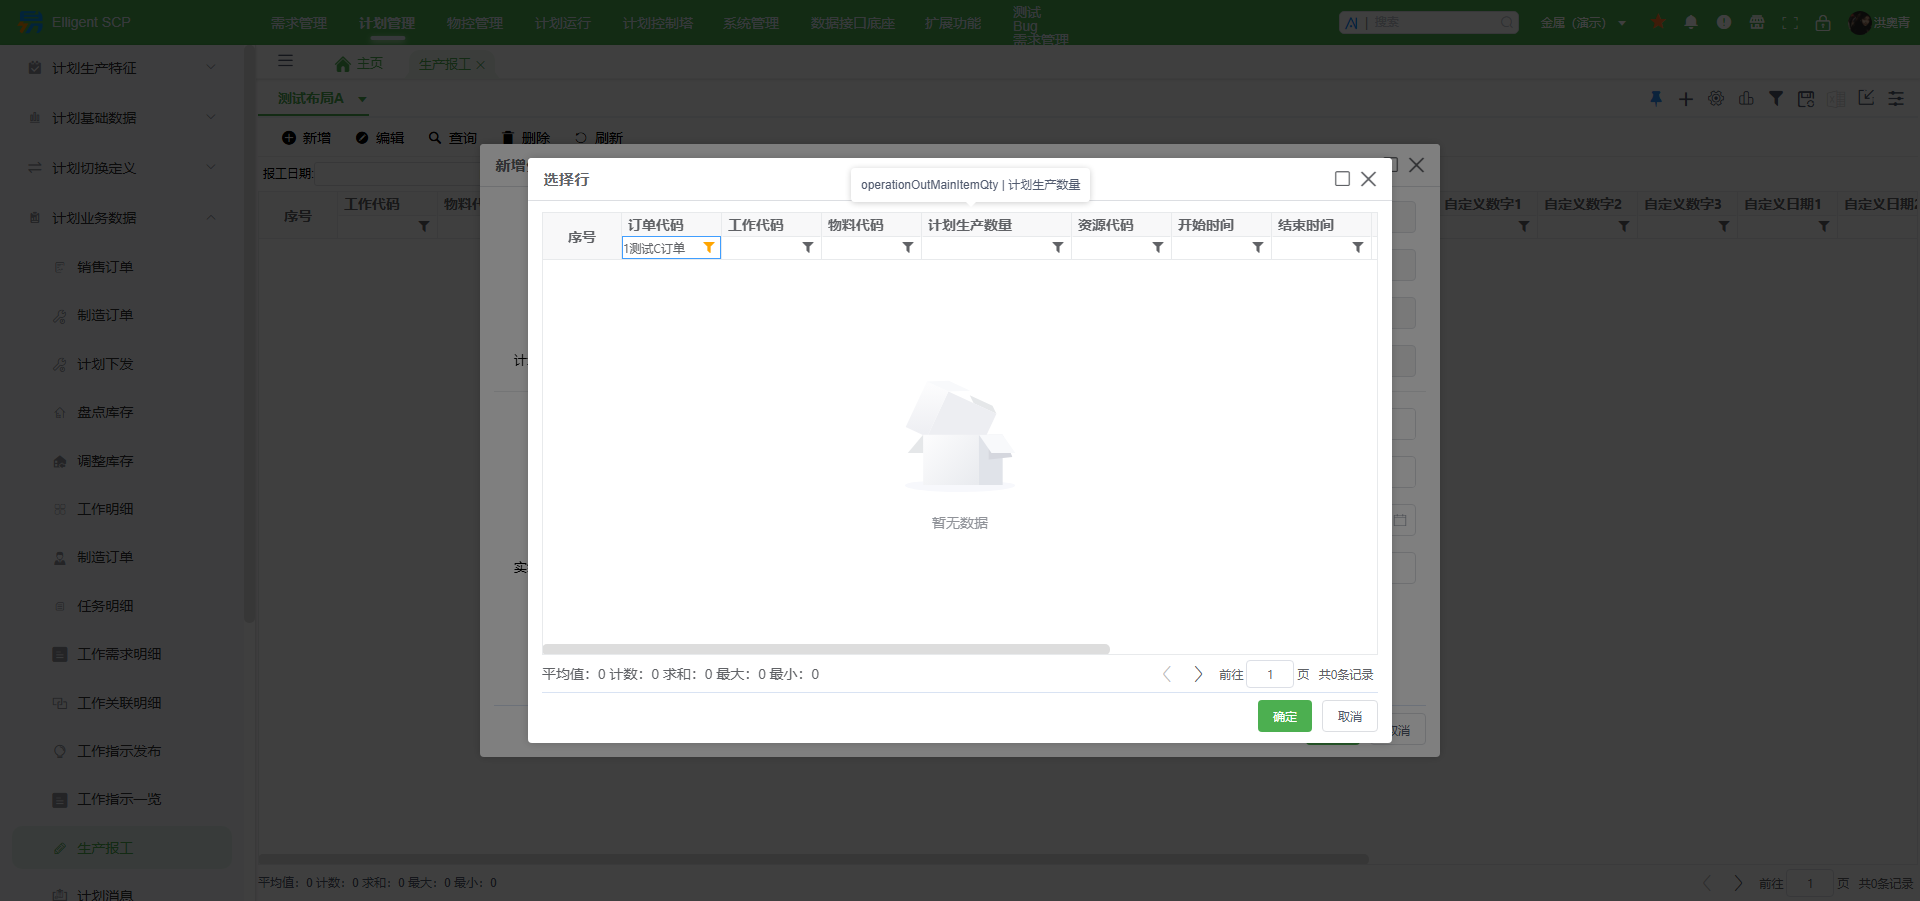 Elligent SCP
需求管理
计划管理
物控管理
计划运行
计划控制塔
系统管理
数据接口底座
扩展功能
测试
Bug
需求管理
AI | 搜索
金属（演示）
洪奥青
计划生产特征
计划基础数据
计划切换定义
计划业务数据
销售订单
制造订单
计划下发
盘点库存
调整库存
工作明细
制造订单
任务明细
工作需求明细
工作关联明细
工作指示发布
工作指示一览
生产报工
计划消息
主页
生产报工
测试布局A
新增
编辑
查询
删除
刷新
报工日期:
序号
工作代码
物料代
自定义数字1
自定义数字2
自定义数字3
自定义日期1
自定义日期
新增
计
实
取消
选择行
operationOutMainItemQty | 计划生产数量
序号
订单代码
工作代码
物料代码
计划生产数量
资源代码
开始时间
结束时间
1测试C订单
暂无数据
平均值：0 计数：0 求和：0 最大：0 最小：0
前往 1 页 共0条记录
确定
取消
平均值：0 计数：0 求和：0 最大：0 最小：0
前往 1 页 共0条记录